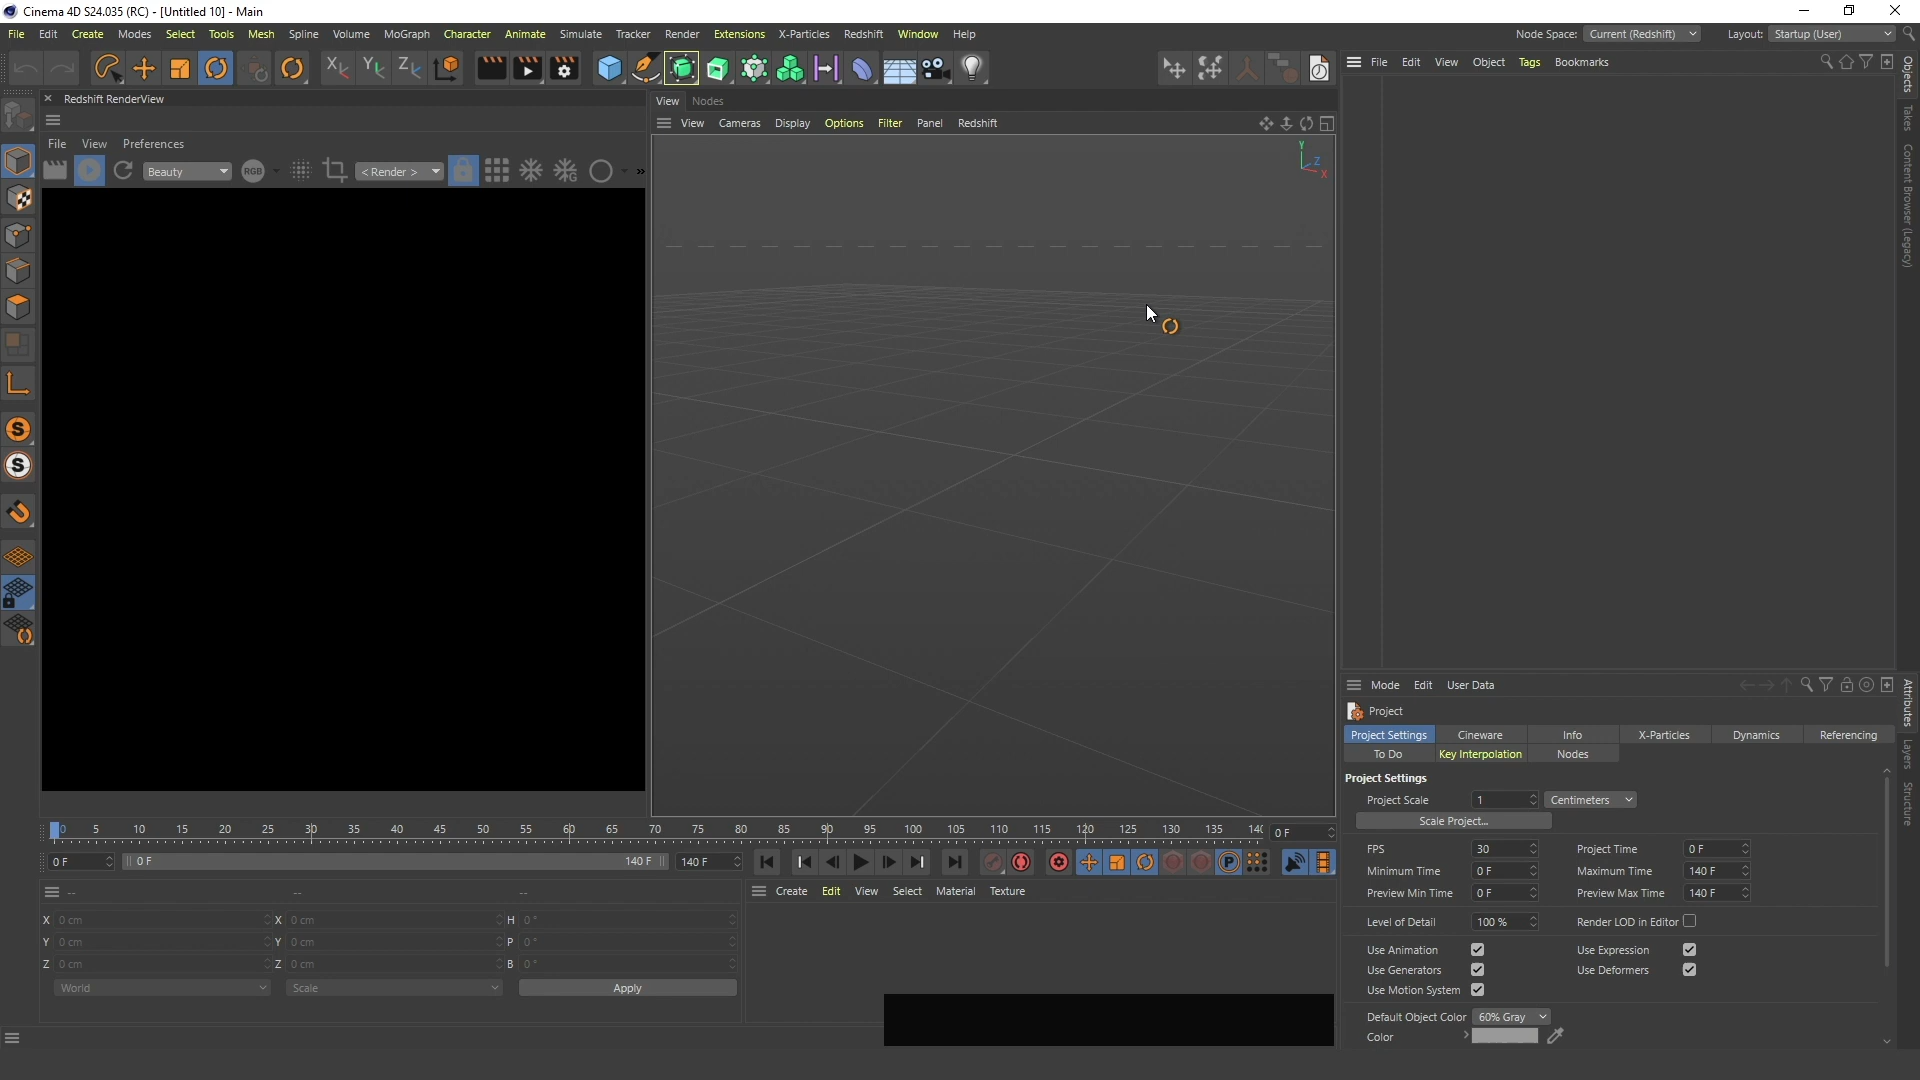 Cinema 4D S24.035 (RC) - [Untitled 10] - Main
File Edit Create Modes Select Tools Mesh Spline Volume MoGraph Character Animate Simulate Tracker Render Extensions X-Particles Redshift Window Help Node Space: Current (Redshift) Layout: Startup (User)
File Edit View Object Tags Bookmarks
Objects
Takes
Content Browser (Legacy)
Redshift RenderView
File View Preferences
Beauty RGB < Render > »
View Nodes
View Cameras Display Options Filter Panel Redshift
Y
Z
X
0 5 10 15 20 25 30 35 40 45 50 55 60 65 70 75 80 85 90 95 100 105 110 115 120 125 130 135 140 0 F
0 F 0 F 140 F 140 F
-- -- --
X 0 cm X 0 cm H 0 °
Y 0 cm Y 0 cm P 0 °
Z 0 cm Z 0 cm B 0 °
World Scale Apply
Create Edit View Select Material Texture
Mode Edit User Data
Attributes
Layers
Structure
Project
Project Settings Cineware Info X-Particles Dynamics Referencing
To Do Key Interpolation Nodes
Project Settings
Project Scale 1 Centimeters
Scale Project...
FPS 30 Project Time 0 F
Minimum Time 0 F Maximum Time 140 F
Preview Min Time 0 F Preview Max Time 140 F
Level of Detail 100 % Render LOD in Editor
Use Animation Use Expression
Use Generators Use Deformers
Use Motion System
Default Object Color 60% Gray
Color